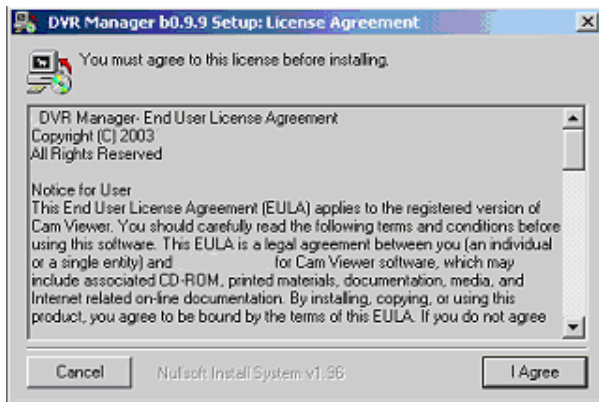 DVR Manager b0.9.9 Setup: License Agreement
You must agree to this license before installing.
DVR Manager- End User License Agreement
Copyright (C) 2003
All Rights Reserved
Notice for User
This End User License Agreement (EULA) applies to the registered version of
Cam Viewer. You should carefully read the following terms and conditions before
using this software. This EULA is a legal agreement between you (an individual
or a single entity) and for Cam Viewer software, which may
include associated CD-ROM, printed materials, documentation, media, and
Internet related on-line documentation. By installing, copying, or using this
product, you agree to be bound by the terms of this EULA. If you do not agree
Cancel
Nullsoft Install System v1.96
I Agree